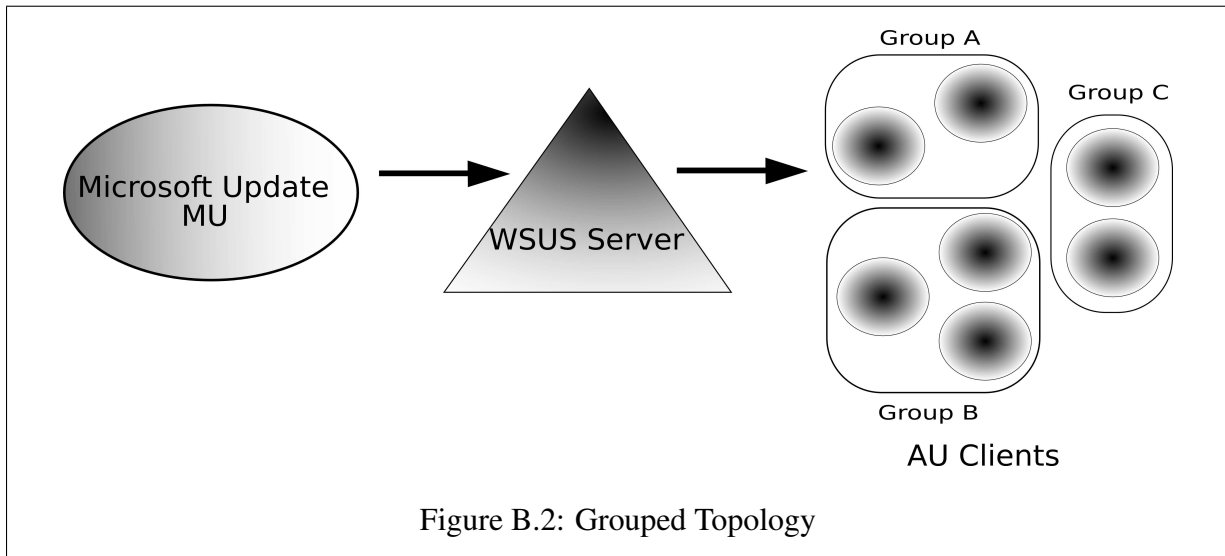 Microsoft Update
MU
WSUS Server
Group A
Group C
Group B
AU Clients
Figure B.2: Grouped Topology